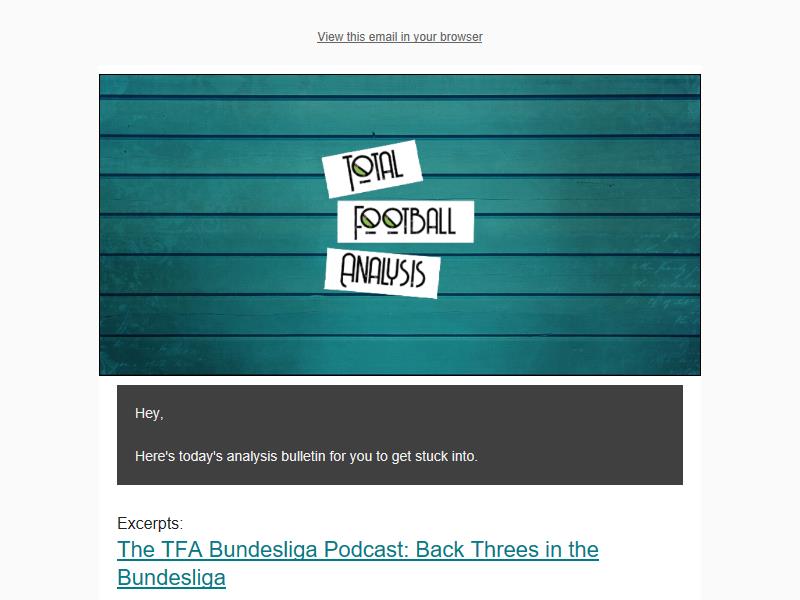 View this email in your browser
TOTAL
FOOTBALL
ANALYSIS
Hey,
Here's today's analysis bulletin for you to get stuck into.
Excerpts:
The TFA Bundesliga Podcast: Back Threes in the
Bundesliga